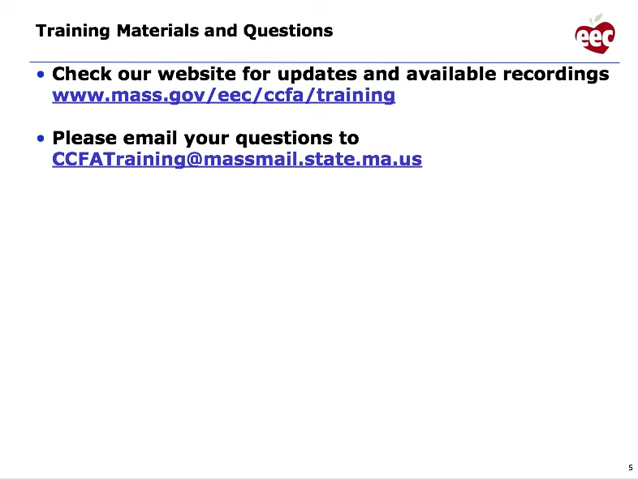 Training Materials and Questions
eec
• Check our website for updates and available recordings
www.mass.gov/eec/ccfa/training
• Please email your questions to
CCFATraining@massmail.state.ma.us
5